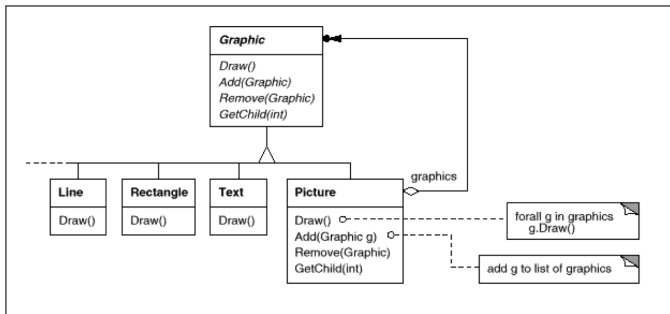 Graphic
Draw()
Add(Graphic)
Remove(Graphic)
GetChild(int)
graphics
Line
Rectangle
Text
Picture
Draw()
Draw()
Draw()
Draw()
Add(Graphic g)
Remove(Graphic)
GetChild(int)
forall g in graphics
g.Draw()
add g to list of graphics